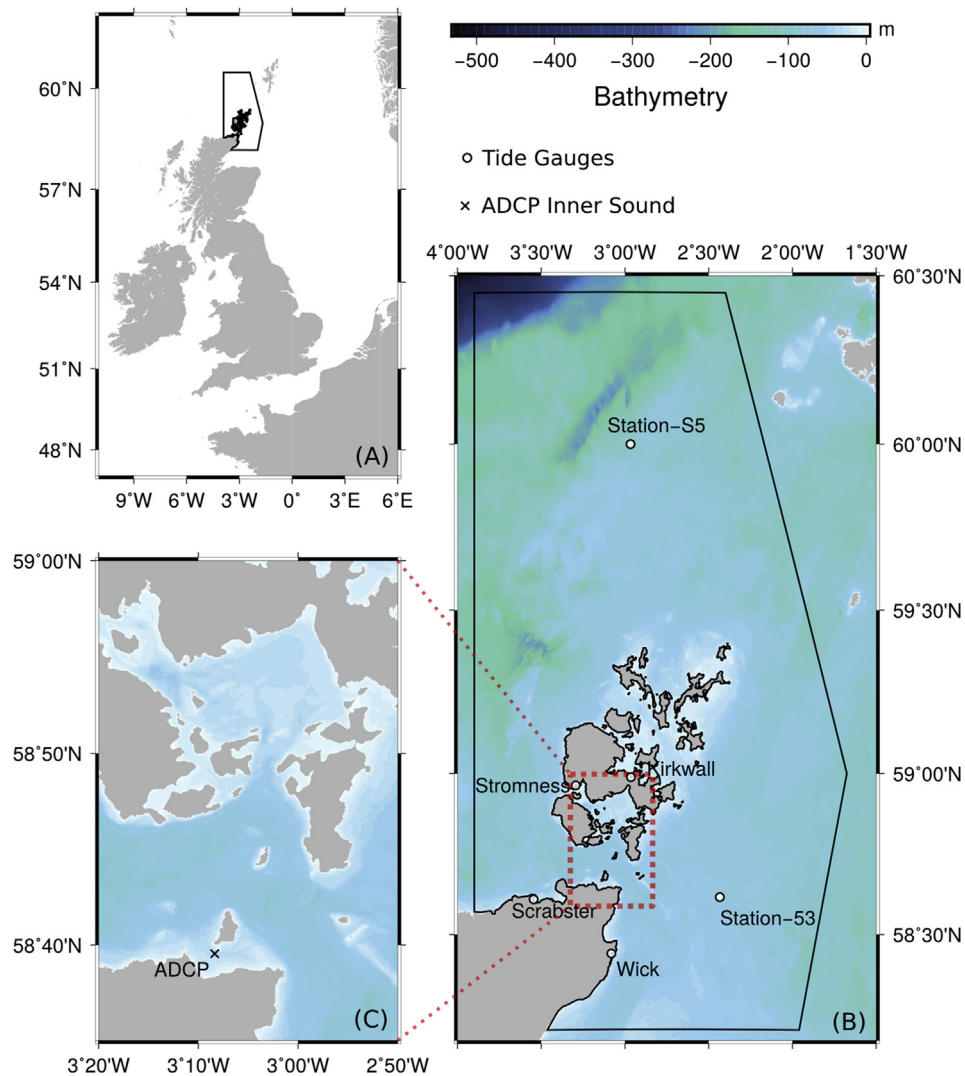 −500 −400 −300 −200 −100 0 m
Bathymetry
Tide Gauges
ADCP Inner Sound
60˚N
57˚N
54˚N
51˚N
48˚N
(A)
9˚W 6˚W 3˚W 0˚ 3˚E 6˚E
4˚00'W 3˚30'W 3˚00'W 2˚30'W 2˚00'W 1˚30'W
60˚30'N
Station−S5
60˚00'N
59˚30'N
Kirkwall
59˚00'N
Stromness
Scrabster
Station−53
58˚30'N
Wick
(B)
59˚00'N
58˚50'N
58˚40'N
ADCP
(C)
3˚20'W 3˚10'W 3˚00'W 2˚50'W